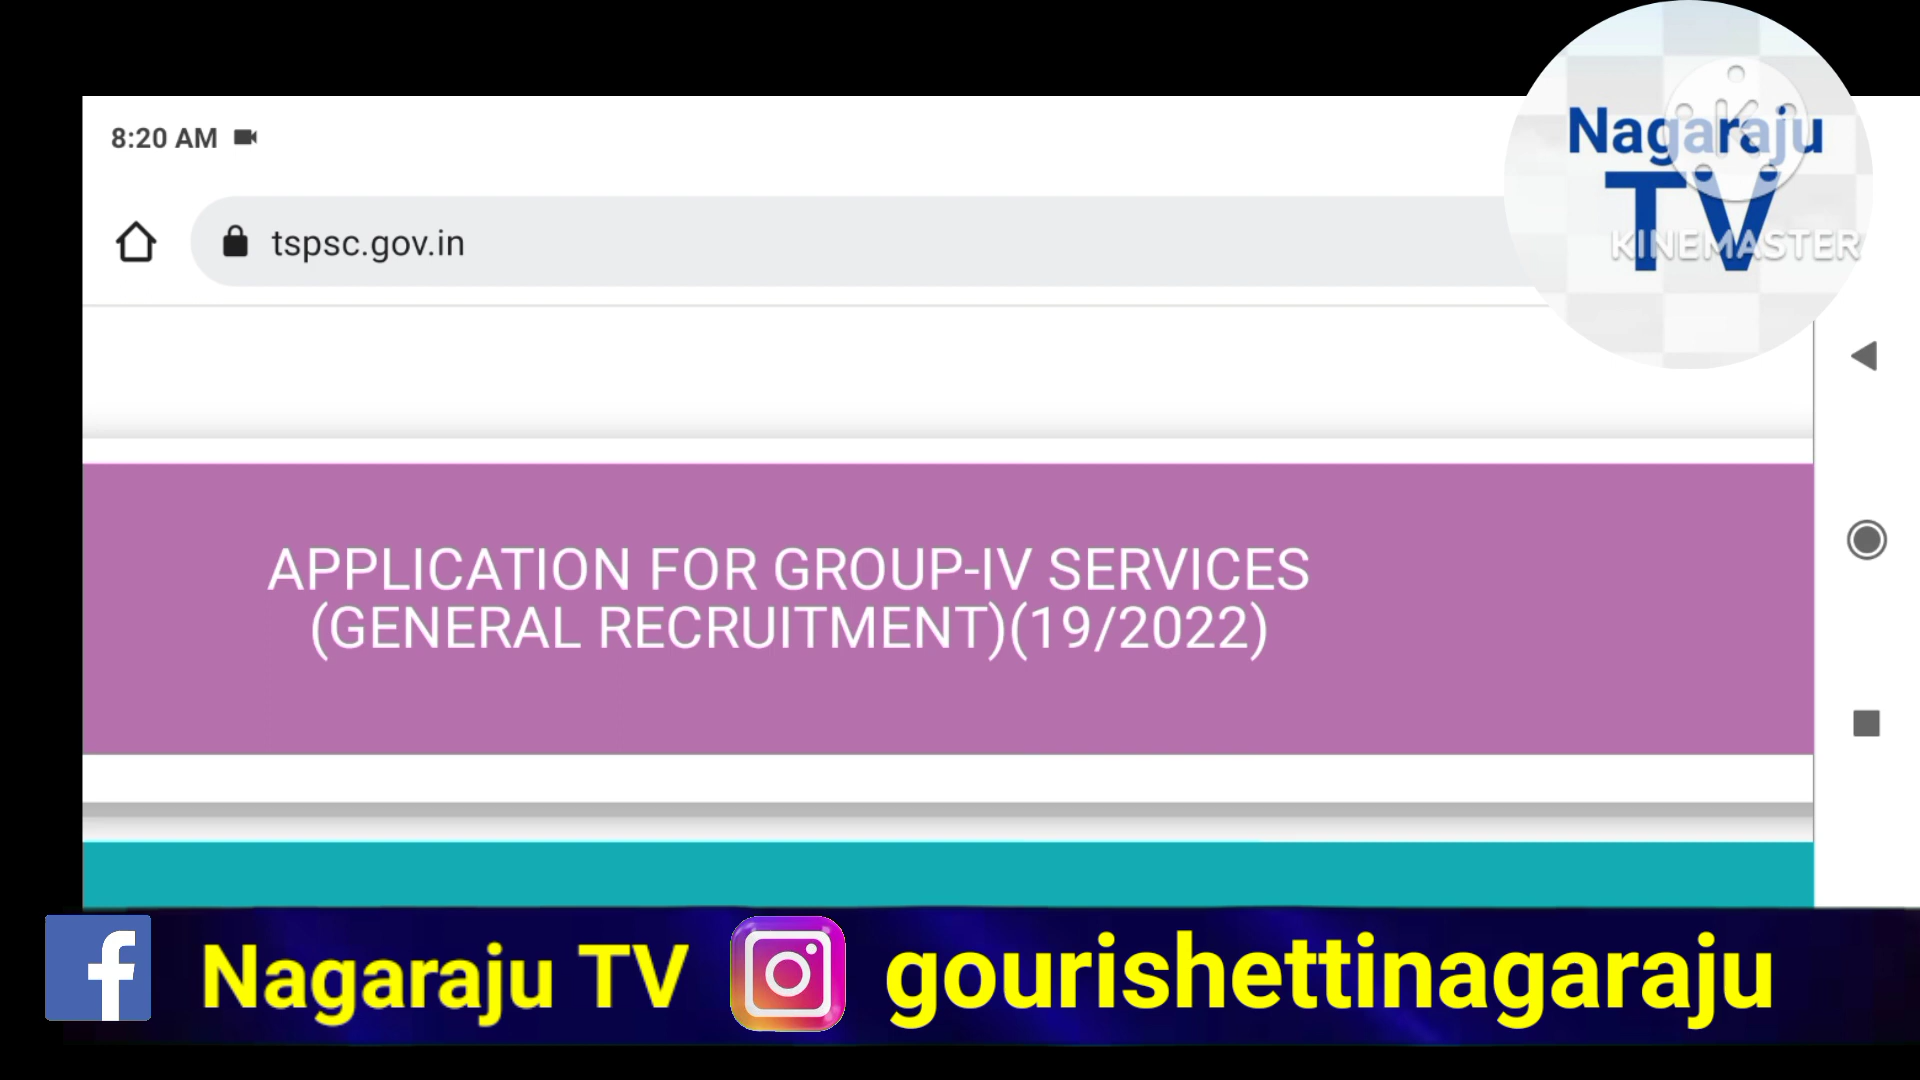 8:20 AM
tspsc.gov.in
Nagaraju
TV
KINEMASTER
APPLICATION FOR GROUP-IV SERVICES
(GENERAL RECRUITMENT)(19/2022)
Nagaraju TV
gourishettinagaraju